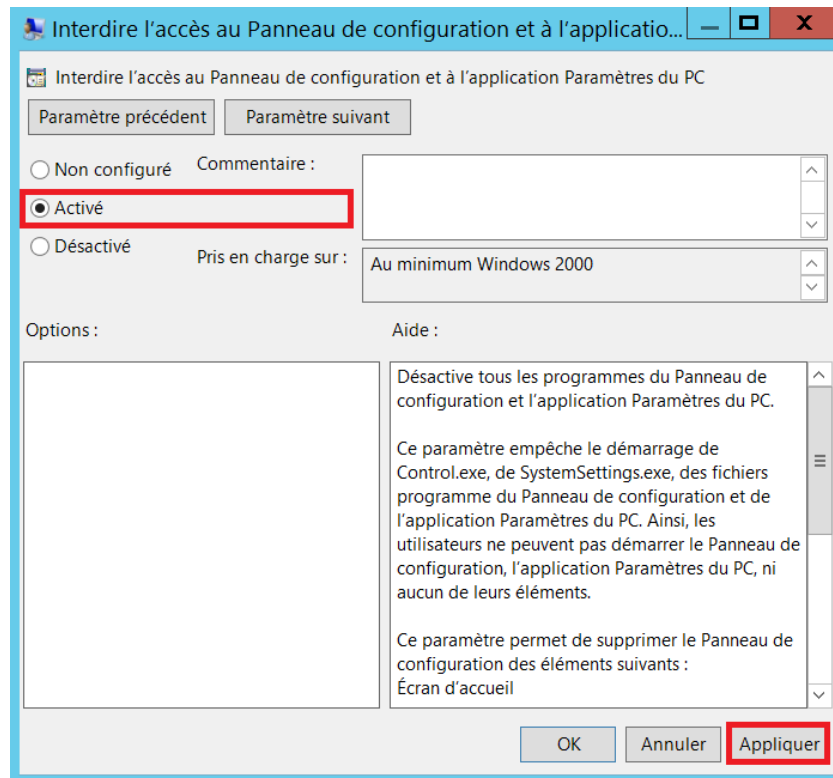 Interdire l'accès au Panneau de configuration et à l'applicatio...
Interdire l'accès au Panneau de configuration et à l'application Paramètres du PC
Paramètre précédent
Paramètre suivant
Non configuré
Commentaire :
Activé
Désactivé
Pris en charge sur :
Au minimum Windows 2000
Options :
Aide :
Désactive tous les programmes du Panneau de
configuration et l'application Paramètres du PC.
Ce paramètre empêche le démarrage de
Control.exe, de SystemSettings.exe, des fichiers
programme du Panneau de configuration et de
l'application Paramètres du PC. Ainsi, les
utilisateurs ne peuvent pas démarrer le Panneau de
configuration, l'application Paramètres du PC, ni
aucun de leurs éléments.
Ce paramètre permet de supprimer le Panneau de
configuration des éléments suivants :
Écran d'accueil
OK
Annuler
Appliquer